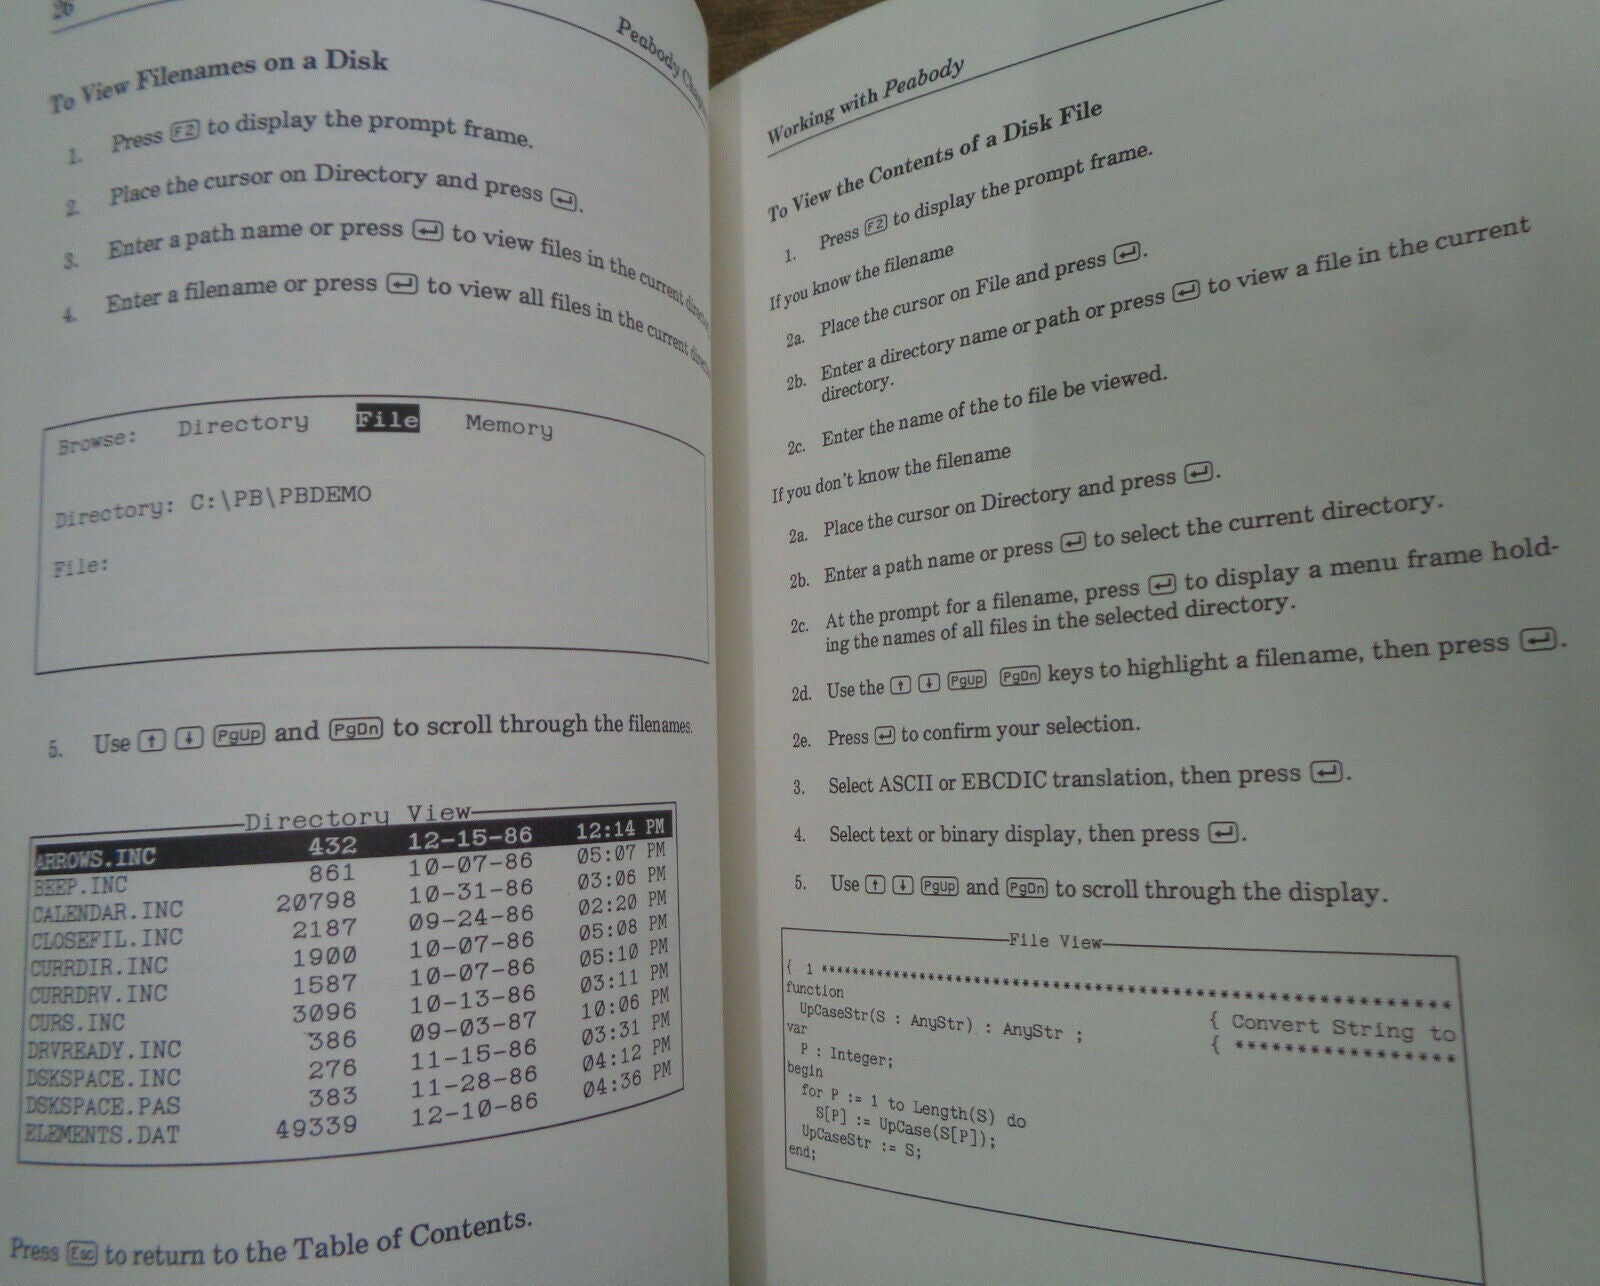 26
To View Filenames on a Disk
1. Press F2 to display the prompt frame.
2. Place the cursor on Directory and press ↵.
3. Enter a path name or press ↵ to view files in the current
4. Enter a filename or press ↵ to view all files in the current
Browse: Directory File Memory
Directory: C:\PB\PBDEMO
File:
5. Use ↑ ↓ PgUp and PgDn to scroll through the filenames.
Directory View
ARROWS.INC 432 12-15-86 12:14 PM
BEEP.INC 861 10-07-86 05:07 PM
CALENDAR.INC 20798 10-31-86 03:06 PM
CLOSEFIL.INC 2187 09-24-86 02:20 PM
CURRDIR.INC 1900 10-07-86 05:08 PM
CURRDRV.INC 1587 10-07-86 05:10 PM
CURS.INC 3096 10-13-86 03:11 PM
DRVREADY.INC 386 09-03-87 10:06 PM
DSKSPACE.INC 276 11-15-86 03:31 PM
DSKSPACE.PAS 383 11-28-86 04:12 PM
ELEMENTS.DAT 49339 12-10-86 04:36 PM
Press Esc to return to the Table of Contents.
Peabody
Working with Peabody
To View the Contents of a Disk File
1. Press F2 to display the prompt frame.
If you know the filename
2a. Place the cursor on File and press ↵.
2b. Enter a directory name or path or press ↵ to view a file in the current
directory.
2c. Enter the name of the to file be viewed.
If you don't know the filename
2a. Place the cursor on Directory and press ↵.
2b. Enter a path name or press ↵ to select the current directory.
2c. At the prompt for a filename, press ↵ to display a menu frame hold-
ing the names of all files in the selected directory.
2d. Use the ↑ ↓ PgUp PgDn keys to highlight a filename, then press ↵.
2e. Press ↵ to confirm your selection.
3. Select ASCII or EBCDIC translation, then press ↵.
4. Select text or binary display, then press ↵.
5. Use ↑ ↓ PgUp and PgDn to scroll through the display.
File View
{ 1 ************************************************************
function
UpCaseStr(S : AnyStr) : AnyStr ; { Convert String to
var { *****************
P : Integer;
begin
for P := 1 to Length(S) do
S[P] := UpCase(S[P]);
UpCaseStr := S;
end;